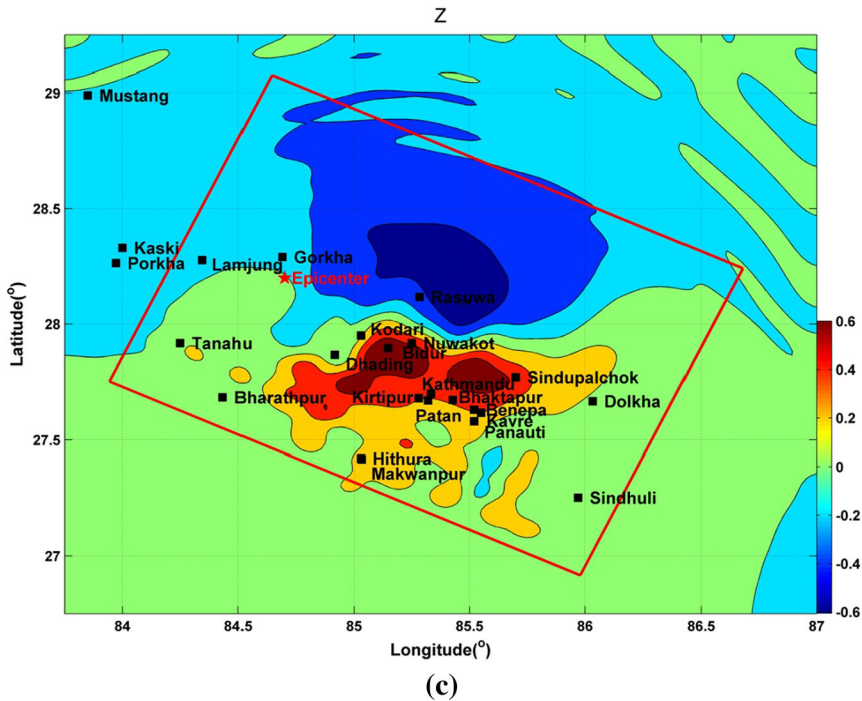 Z
29
28.5
28
27.5
27
Latitude(o)
Mustang
Kaski
Porkha
Lamjung
Gorkha
Epicenter
Rasuwa
Tanahu
Kodari
Nuwakot
Bidur
Dhading
Kathmandu
Sindupalchok
Bharathpur
Kirtipur
Bhaktapur
Dolkha
Patan
Benepa
Kavre
Panauti
Hithura
Makwanpur
Sindhuli
0.6
0.4
0.2
0
-0.2
-0.4
-0.6
84
84.5
85
85.5
86
86.5
87
Longitude(o)
(c)